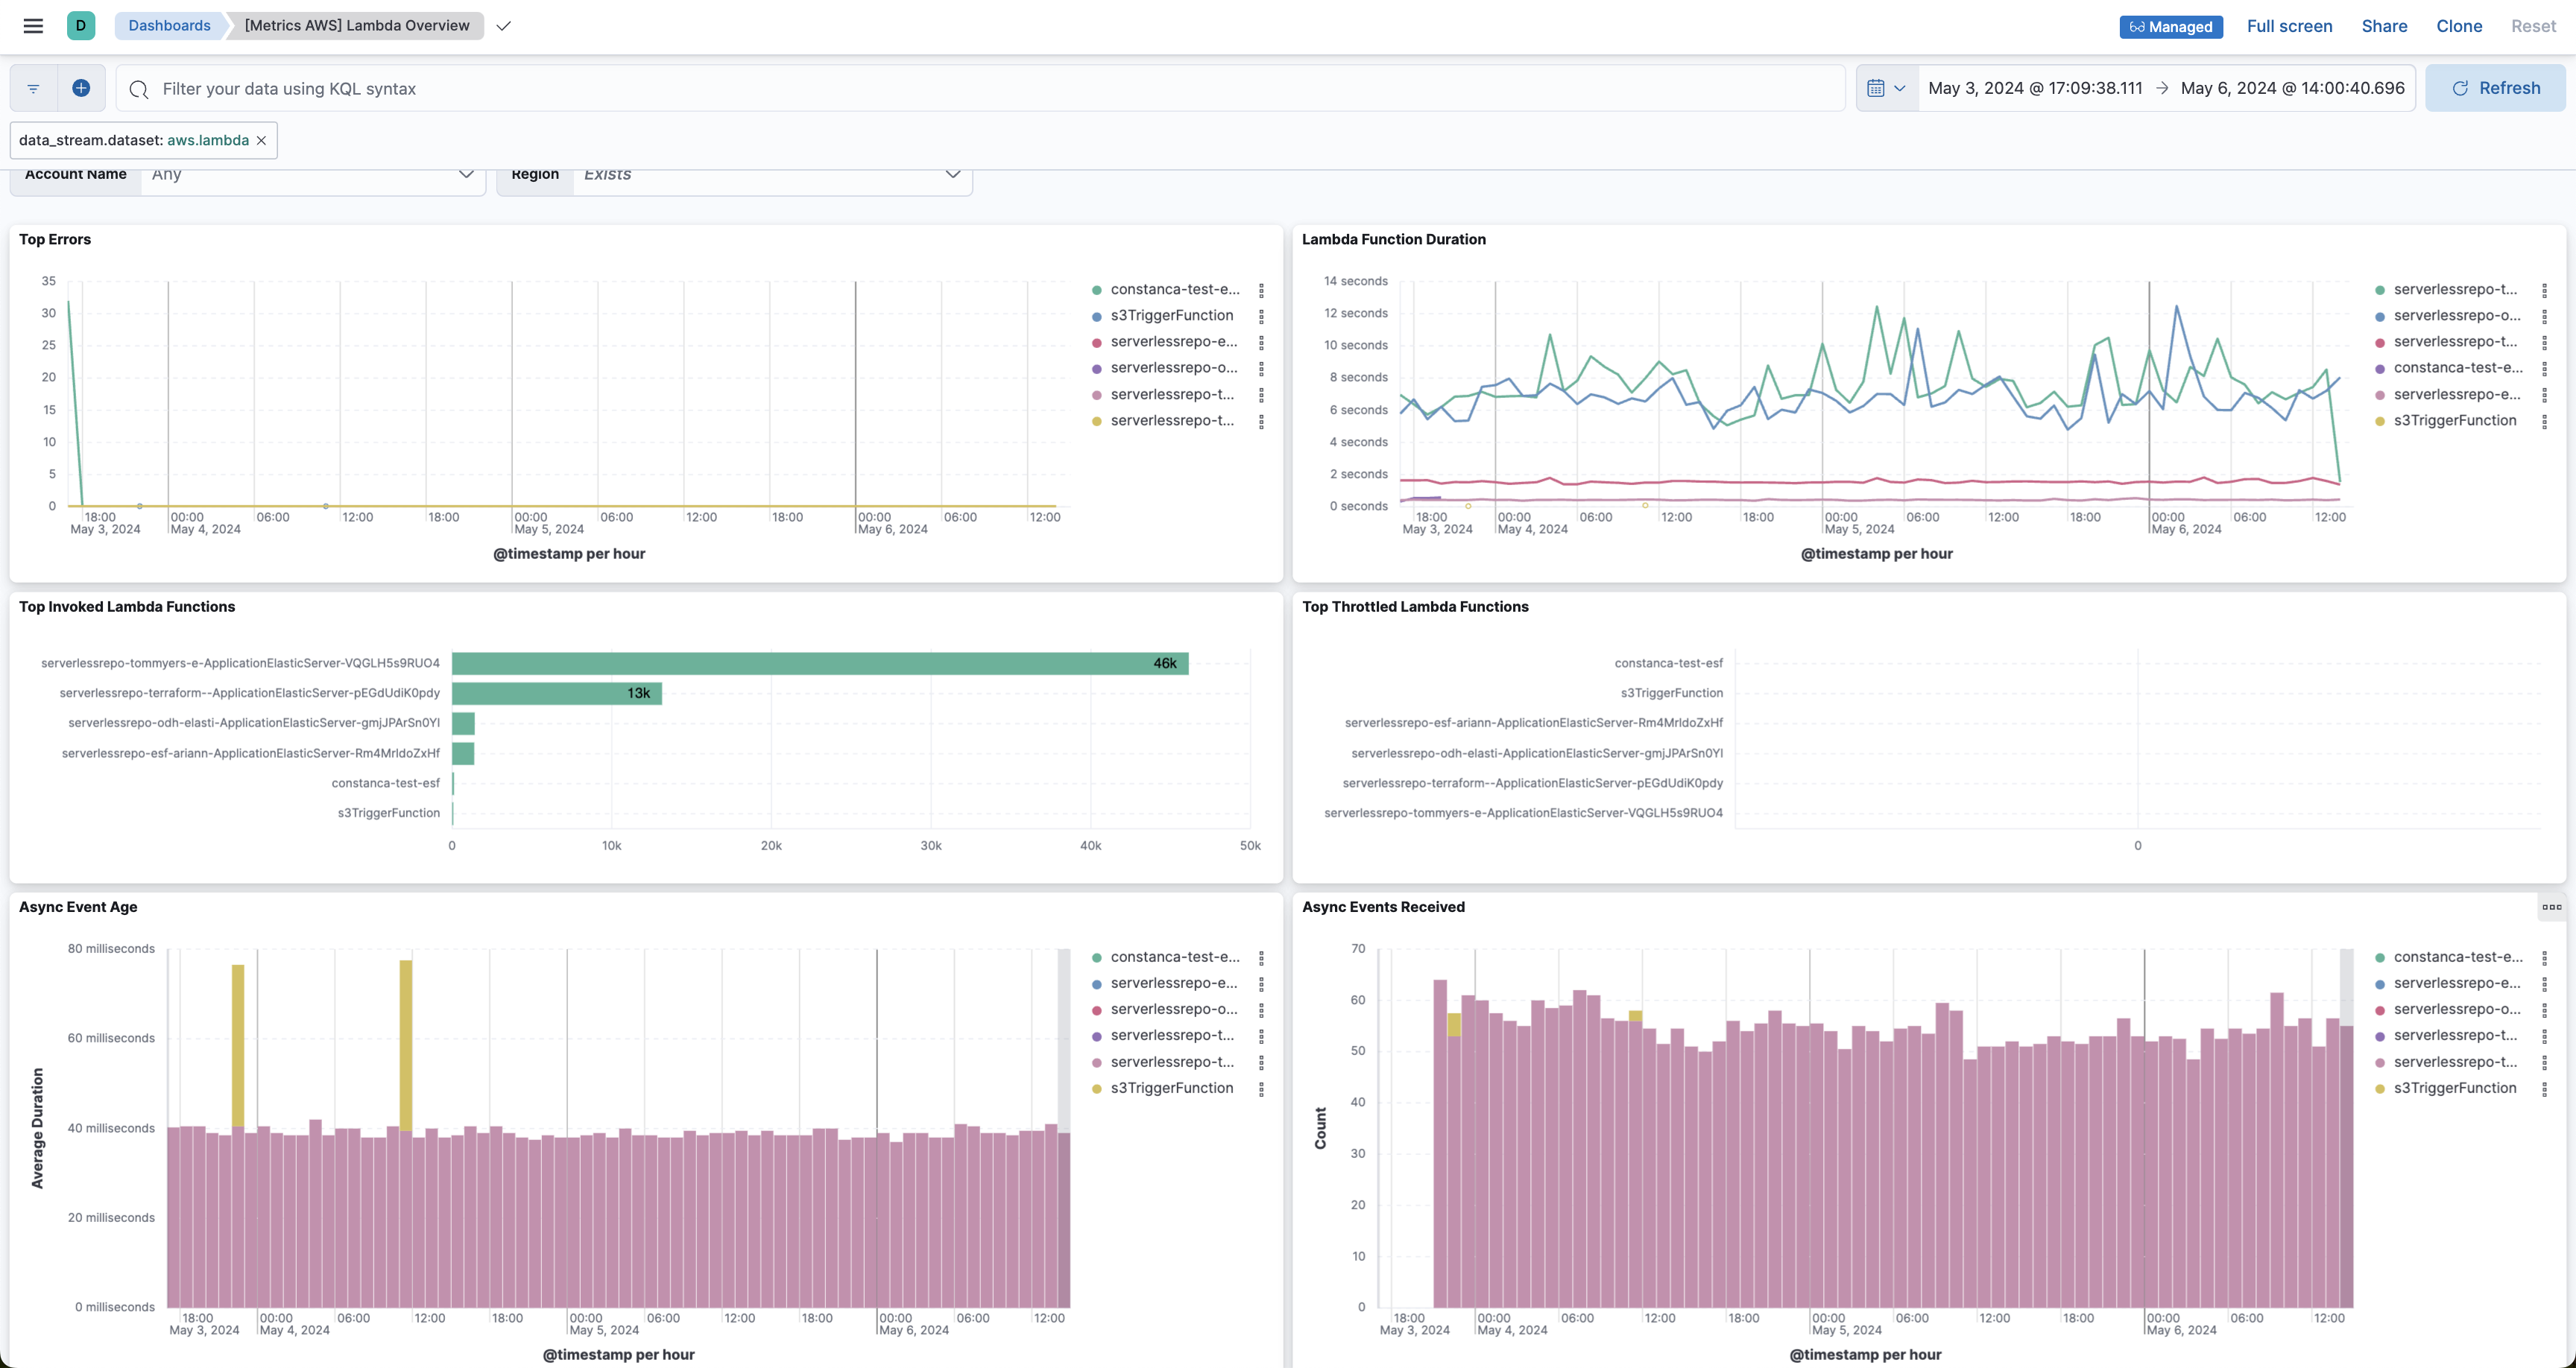 D Dashboards [Metrics AWS] Lambda Overview Managed Full screen Share Clone Reset
Filter your data using KQL syntax May 3, 2024 @ 17:09:38.111 → May 6, 2024 @ 14:00:40.696 Refresh
data_stream.dataset: aws.lambda ×
Account Name Any Region Exists
Top Errors
35
30
25
20
15
10
5
0
18:00 00:00 06:00 12:00 18:00 00:00 06:00 12:00 18:00 00:00 06:00 12:00
May 3, 2024 May 4, 2024 May 5, 2024 May 6, 2024
@timestamp per hour
constanca-test-e...
s3TriggerFunction
serverlessrepo-e...
serverlessrepo-o...
serverlessrepo-t...
serverlessrepo-t...
Lambda Function Duration
14 seconds
12 seconds
10 seconds
8 seconds
6 seconds
4 seconds
2 seconds
0 seconds
18:00 00:00 06:00 12:00 18:00 00:00 06:00 12:00 18:00 00:00 06:00 12:00
May 3, 2024 May 4, 2024 May 5, 2024 May 6, 2024
@timestamp per hour
serverlessrepo-t...
serverlessrepo-o...
serverlessrepo-t...
constanca-test-e...
serverlessrepo-e...
s3TriggerFunction
Top Invoked Lambda Functions
serverlessrepo-tommyers-e-ApplicationElasticServer-VQGLH5s9RUO4 46k
serverlessrepo-terraform--ApplicationElasticServer-pEGdUdiK0pdy 13k
serverlessrepo-odh-elasti-ApplicationElasticServer-gmjJPArSn0YI
serverlessrepo-esf-ariann-ApplicationElasticServer-Rm4MrIdoZxHf
constanca-test-esf
s3TriggerFunction
0 10k 20k 30k 40k 50k
Top Throttled Lambda Functions
constanca-test-esf
s3TriggerFunction
serverlessrepo-esf-ariann-ApplicationElasticServer-Rm4MrIdoZxHf
serverlessrepo-odh-elasti-ApplicationElasticServer-gmjJPArSn0YI
serverlessrepo-terraform--ApplicationElasticServer-pEGdUdiK0pdy
serverlessrepo-tommyers-e-ApplicationElasticServer-VQGLH5s9RUO4
0
Async Event Age
Average Duration
80 milliseconds
60 milliseconds
40 milliseconds
20 milliseconds
0 milliseconds
18:00 00:00 06:00 12:00 18:00 00:00 06:00 12:00 18:00 00:00 06:00 12:00
May 3, 2024 May 4, 2024 May 5, 2024 May 6, 2024
@timestamp per hour
constanca-test-e...
serverlessrepo-e...
serverlessrepo-o...
serverlessrepo-t...
serverlessrepo-t...
s3TriggerFunction
Async Events Received
Count
70
60
50
40
30
20
10
0
18:00 00:00 06:00 12:00 18:00 00:00 06:00 12:00 18:00 00:00 06:00 12:00
May 3, 2024 May 4, 2024 May 5, 2024 May 6, 2024
@timestamp per hour
constanca-test-e...
serverlessrepo-e...
serverlessrepo-o...
serverlessrepo-t...
serverlessrepo-t...
s3TriggerFunction